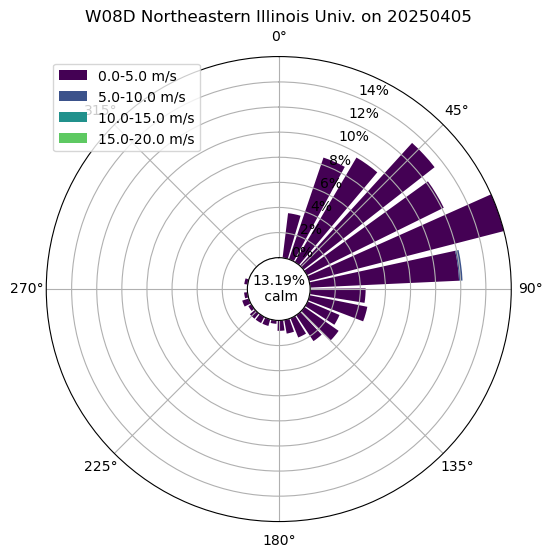 W08D Northeastern Illinois Univ. on 20250405
0°
0.0-5.0 m/s
5.0-10.0 m/s
10.0-15.0 m/s
15.0-20.0 m/s
315°
14%
12%
10%
8%
6%
4%
2%
0%
45°
13.19%
calm
270°
90°
225°
135°
180°